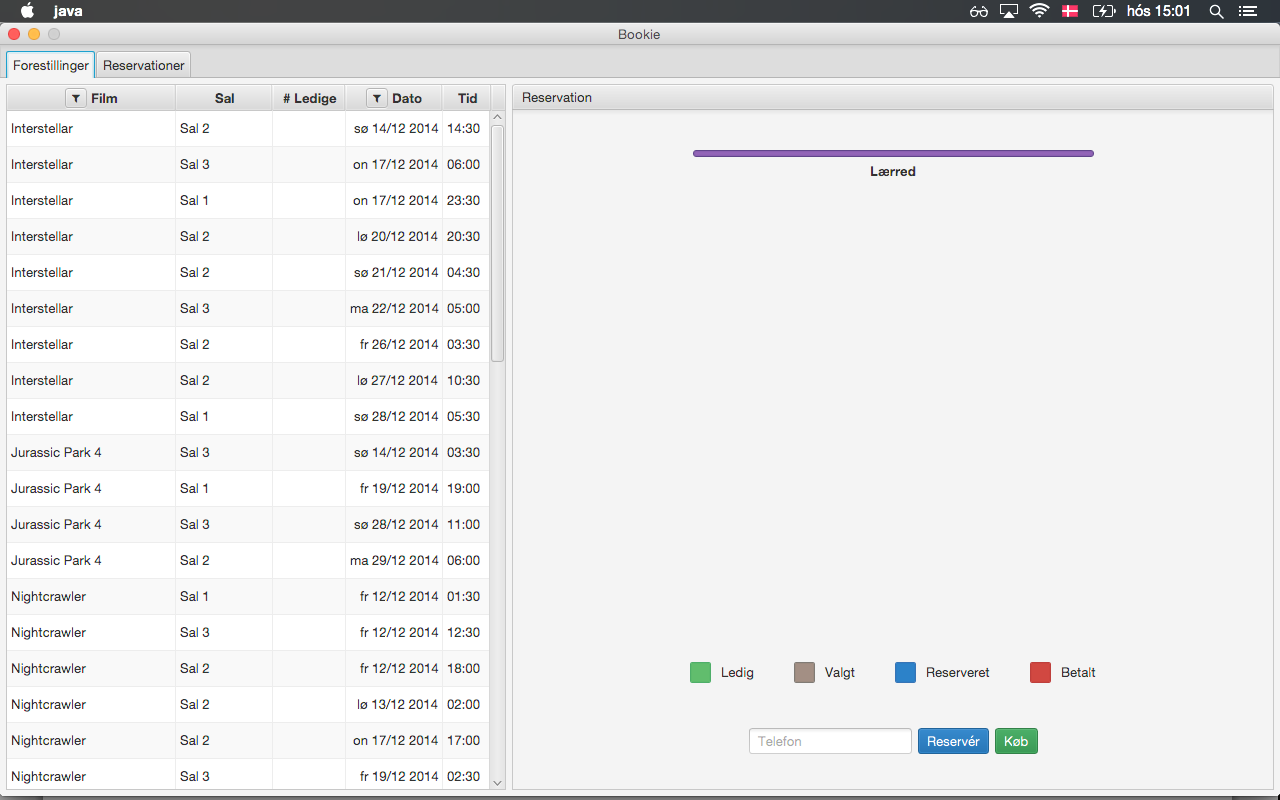 java
hós 15:01
Bookie
Forestillinger Reservationer
Film Sal # Ledige Dato Tid
Interstellar Sal 2 sø 14/12 2014 14:30
Interstellar Sal 3 on 17/12 2014 06:00
Interstellar Sal 1 on 17/12 2014 23:30
Interstellar Sal 2 lø 20/12 2014 20:30
Interstellar Sal 2 sø 21/12 2014 04:30
Interstellar Sal 3 ma 22/12 2014 05:00
Interstellar Sal 2 fr 26/12 2014 03:30
Interstellar Sal 2 lø 27/12 2014 10:30
Interstellar Sal 1 sø 28/12 2014 05:30
Jurassic Park 4 Sal 3 sø 14/12 2014 03:30
Jurassic Park 4 Sal 1 fr 19/12 2014 19:00
Jurassic Park 4 Sal 3 sø 28/12 2014 11:00
Jurassic Park 4 Sal 2 ma 29/12 2014 06:00
Nightcrawler Sal 1 fr 12/12 2014 01:30
Nightcrawler Sal 3 fr 12/12 2014 12:30
Nightcrawler Sal 2 fr 12/12 2014 18:00
Nightcrawler Sal 2 lø 13/12 2014 02:00
Nightcrawler Sal 2 on 17/12 2014 17:00
Nightcrawler Sal 3 fr 19/12 2014 02:30
Reservation
Lærred
Ledig Valgt Reserveret Betalt
Telefon Reservér Køb